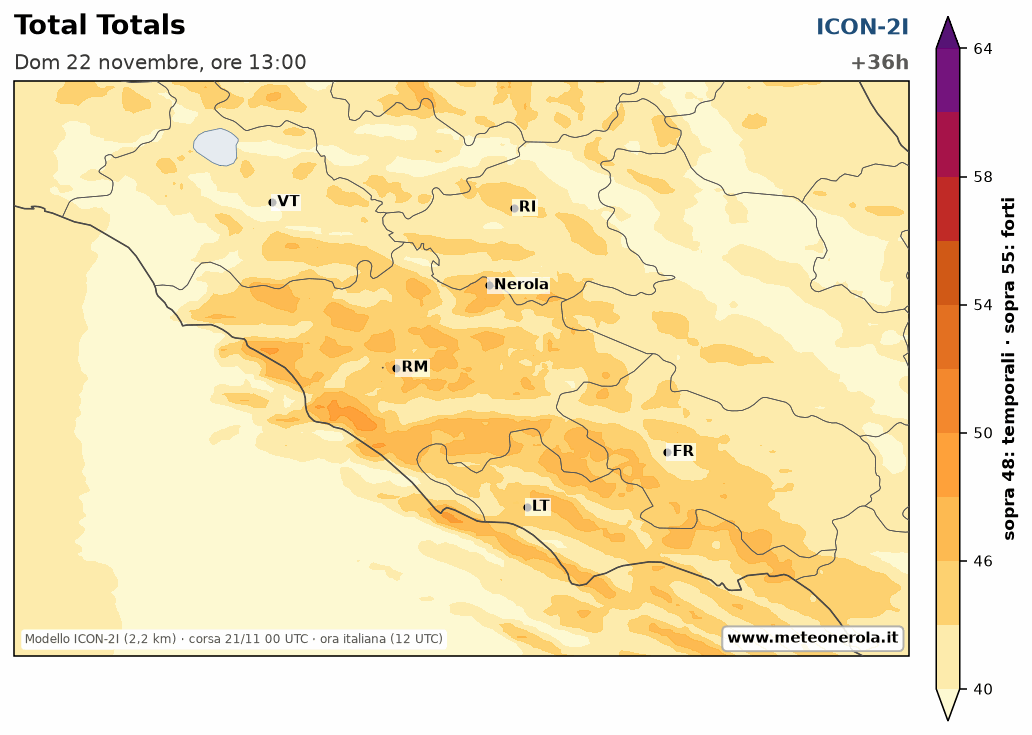 Total Totals
ICON-2I
Dom 22 novembre, ore 13:00
+36h
VT
RI
Nerola
RM
FR
LT
Modello ICON-2I (2,2 km) · corsa 21/11 00 UTC · ora italiana (12 UTC)
www.meteonerola.it
64
58
54
50
46
40
sopra 48: temporali · sopra 55: forti